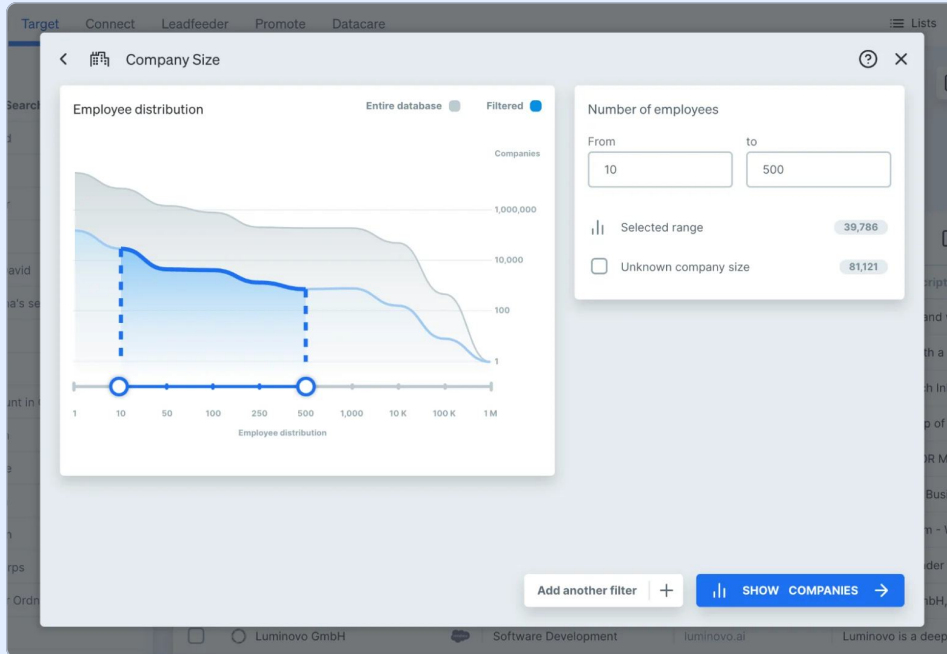 Target Connect Leadfeeder Promote Datacare Lists
Company Size
Employee distribution Entire database Filtered
Companies
1,000,000
10,000
100
1
1 10 50 100 250 500 1,000 10 K 100 K 1 M
Employee distribution
Number of employees
From to
10 500
Selected range 39,786
Unknown company size 81,121
Add another filter
SHOW COMPANIES
Luminovo GmbH Software Development luminovo.ai Luminovo is a deep